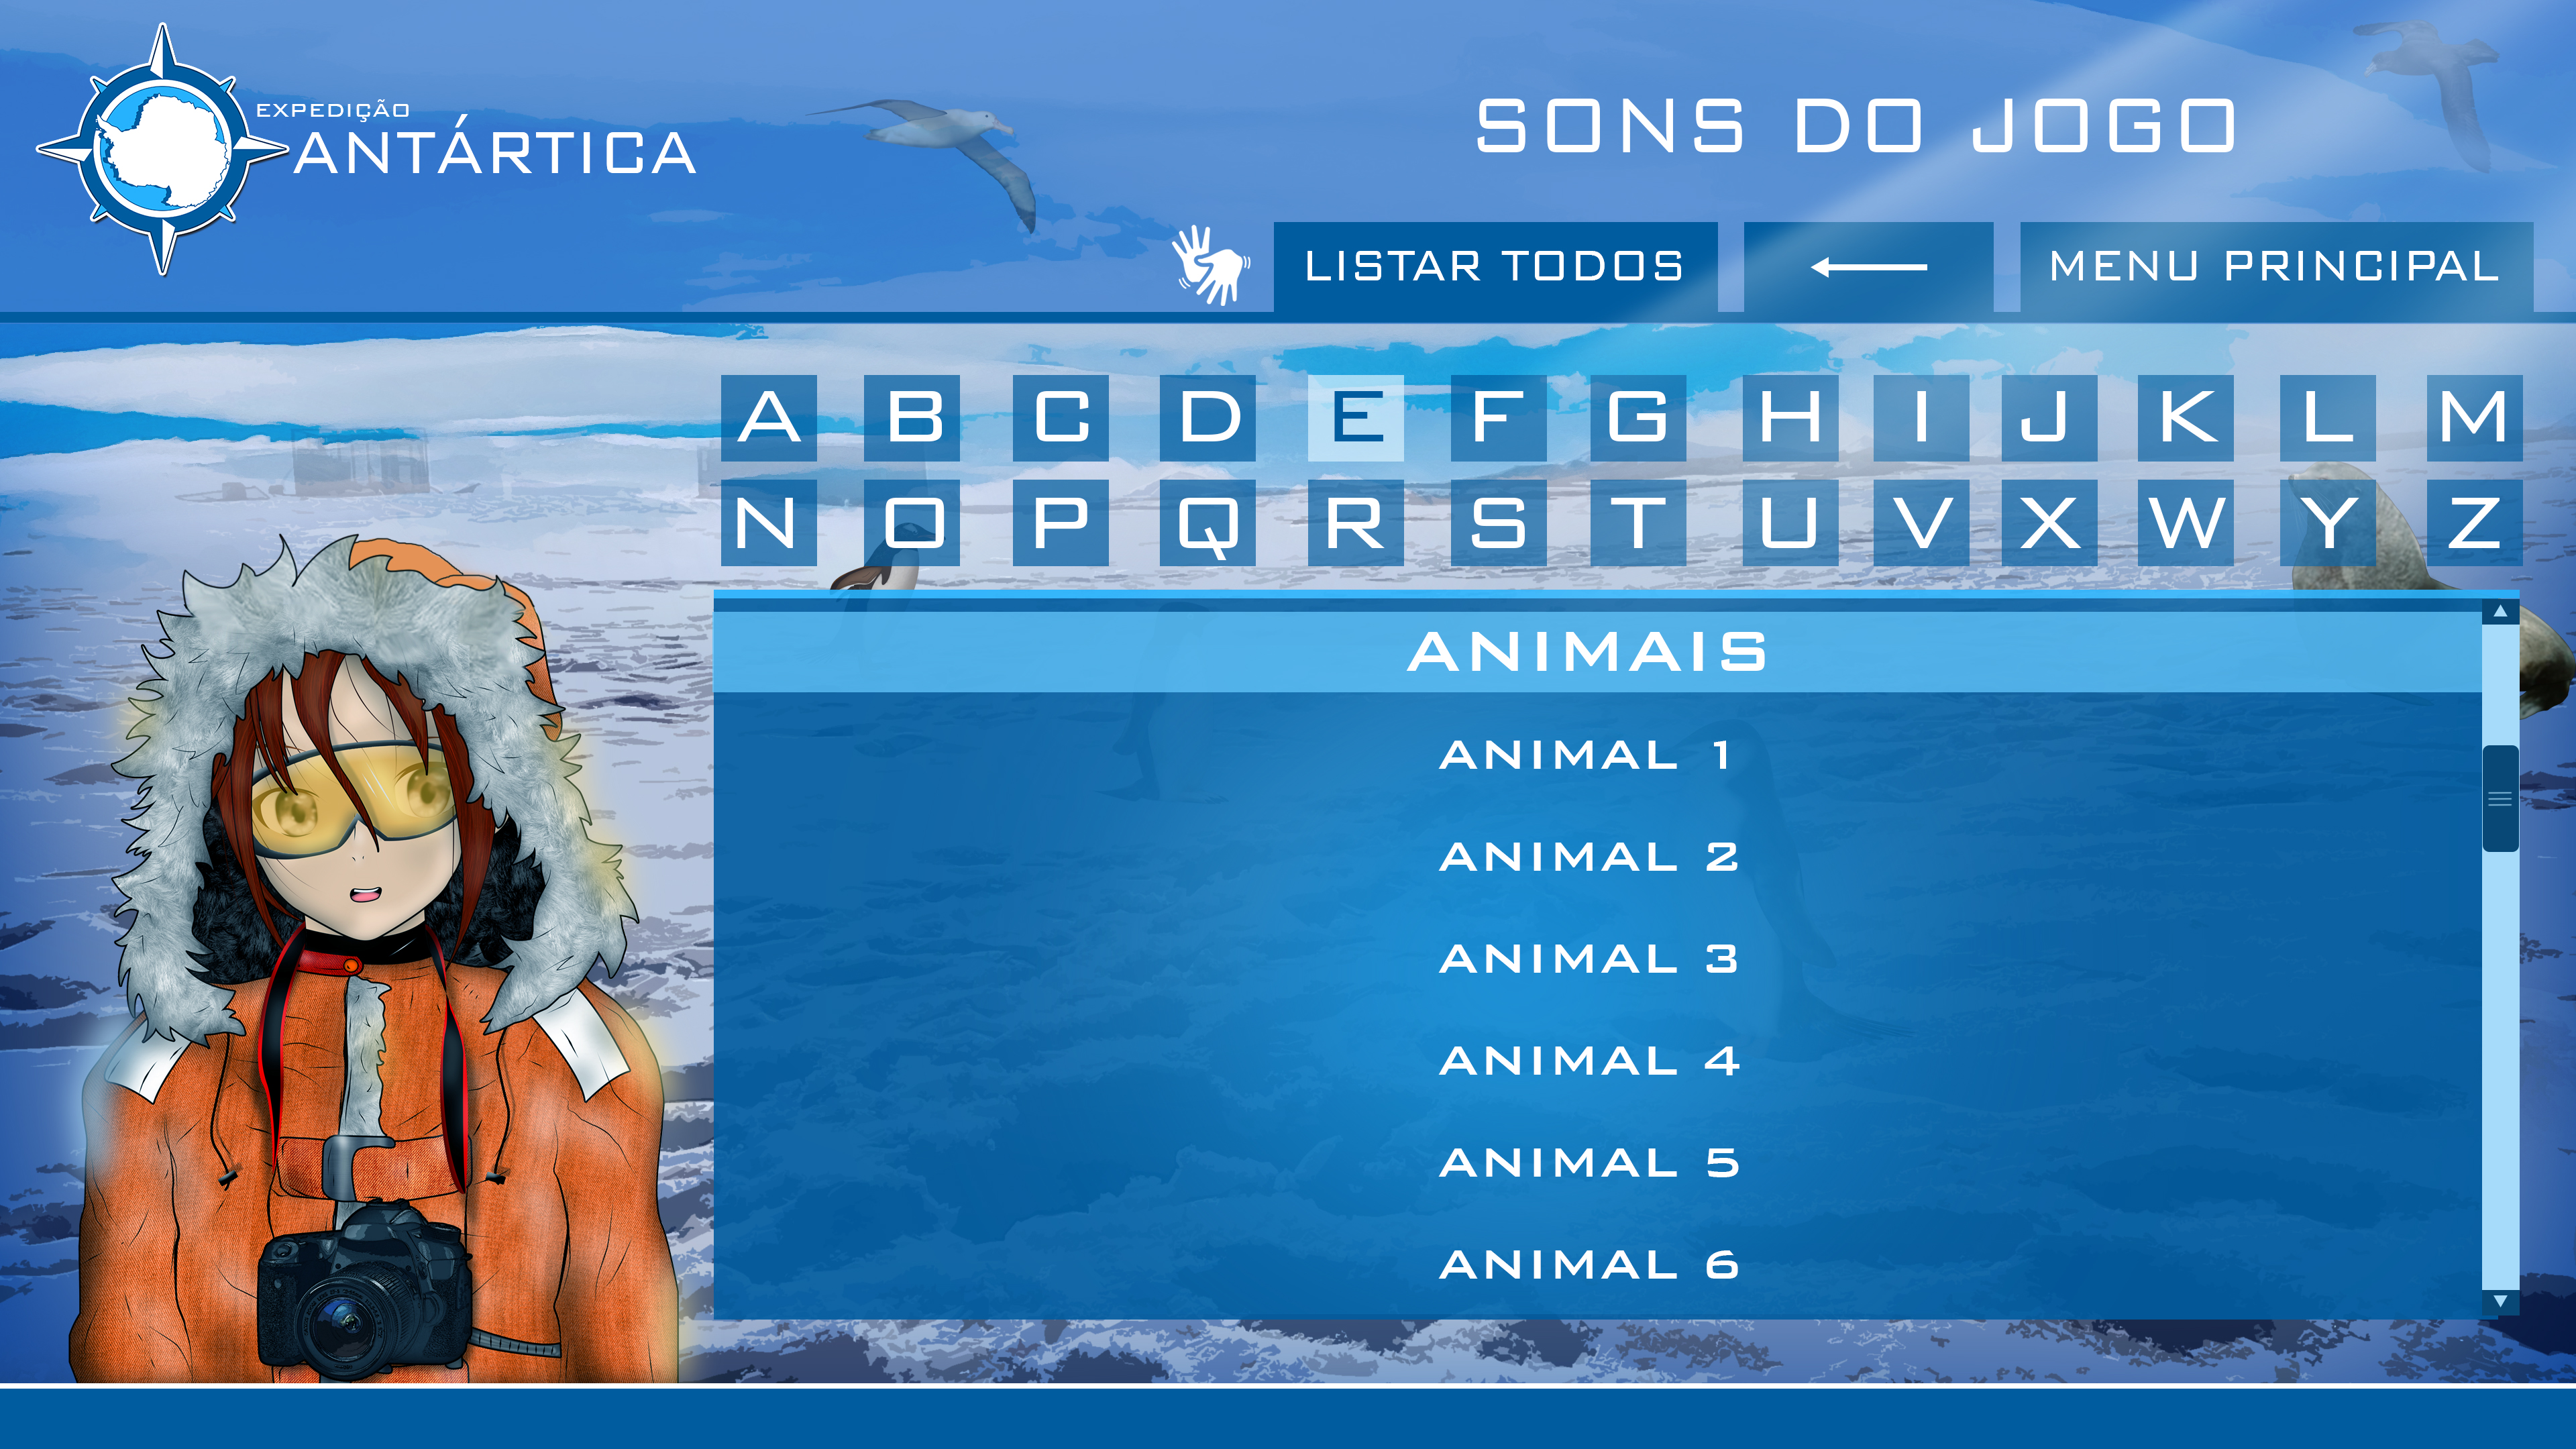 EXPEDIÇÃO
ANTÁRTICA
SONS DO JOGO
LISTAR TODOS
MENU PRINCIPAL
A B C D E F G H I J K L M
N O P Q R S T U V X W Y Z
ANIMAIS
ANIMAL 1
ANIMAL 2
ANIMAL 3
ANIMAL 4
ANIMAL 5
ANIMAL 6